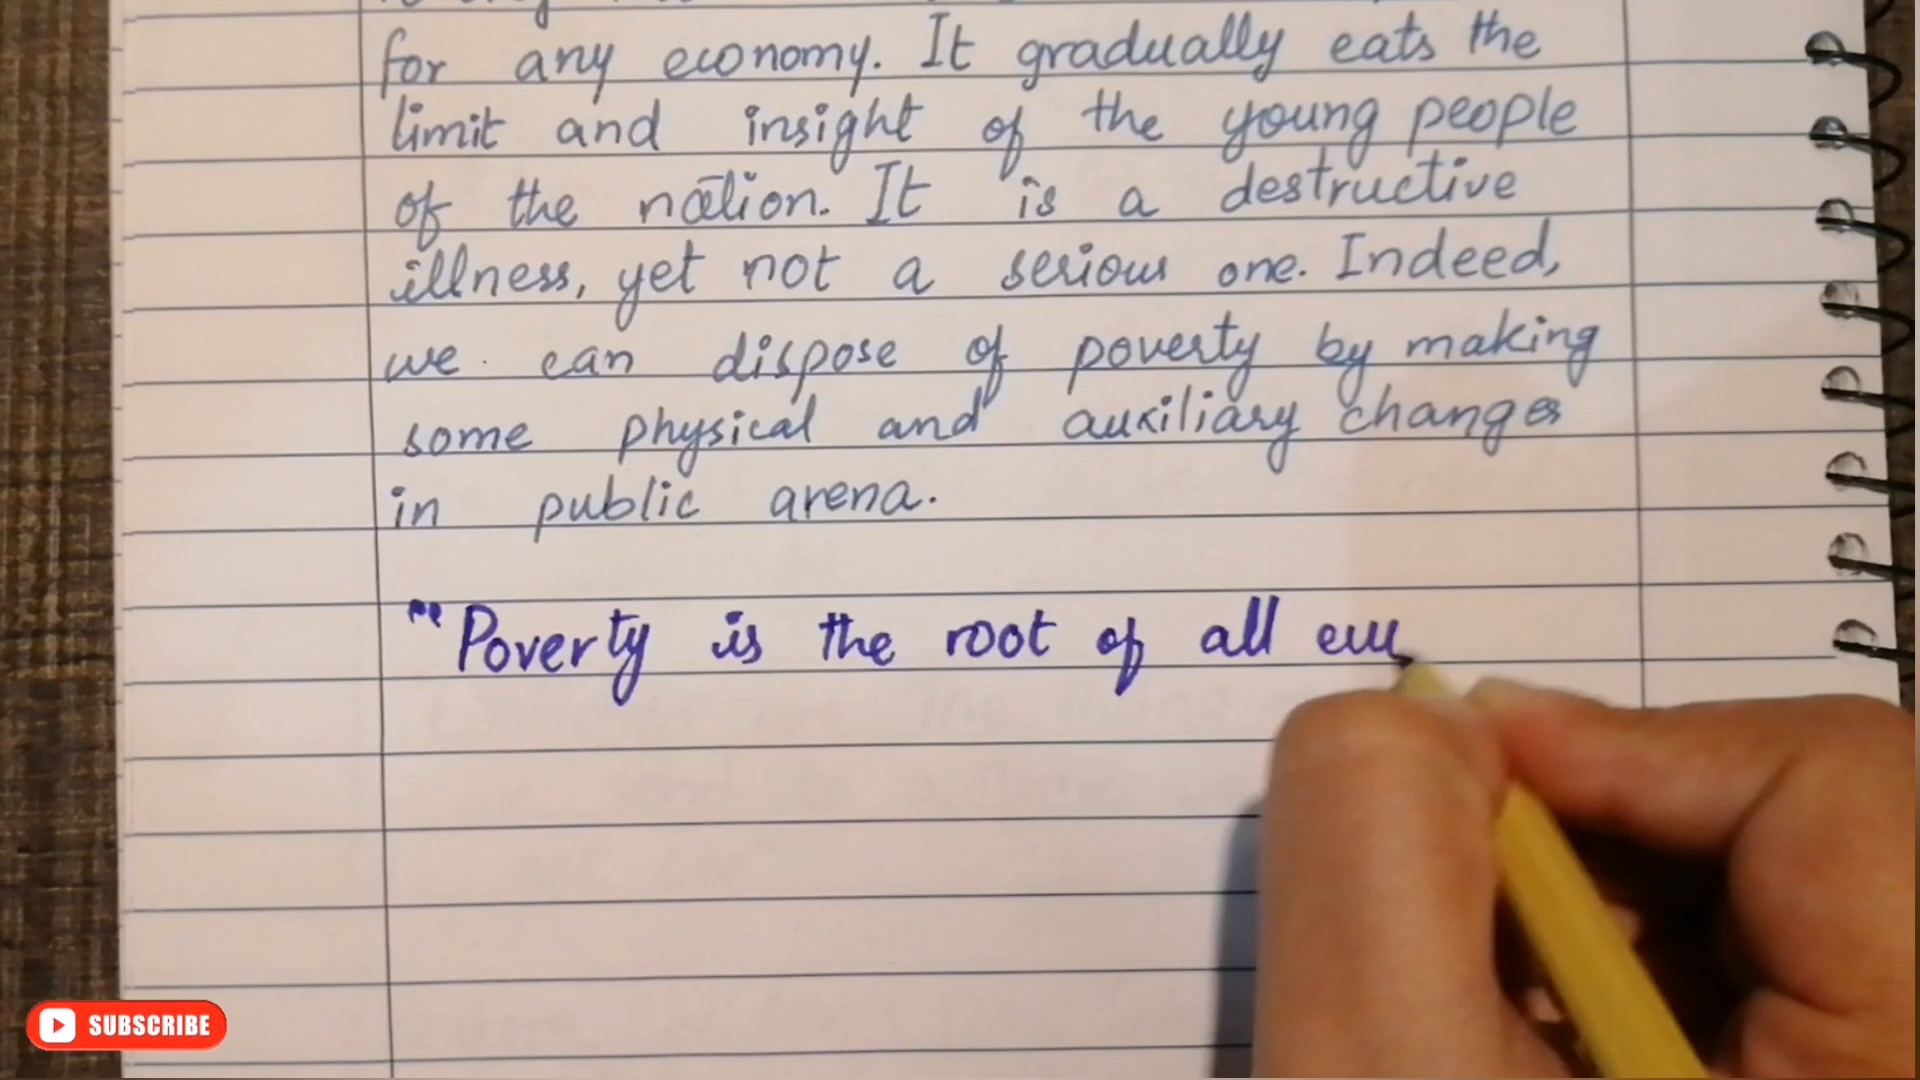 for any economy. It gradually eats the
limit and insight of the young people
of the nation. It is a destructive
illness, yet not a serious one. Indeed,
we can dispose of poverty by making
some physical and auxiliary changes
in public arena.
"Poverty is the root of all
SUBSCRIBE